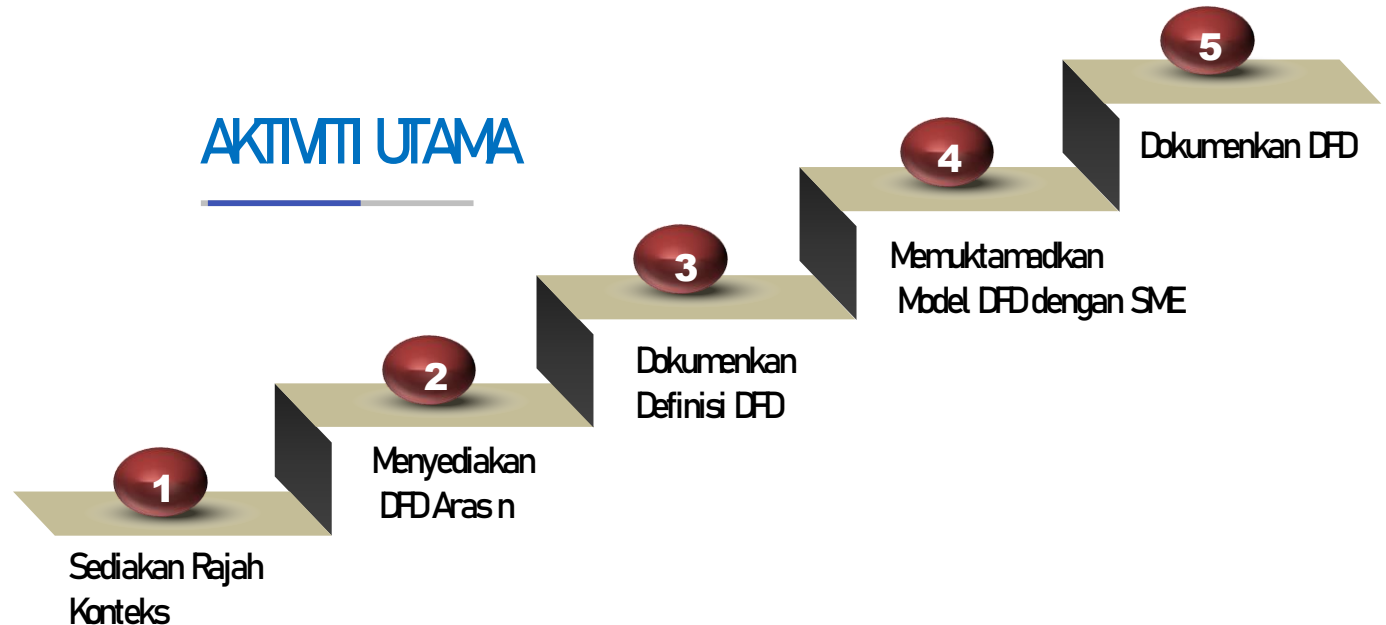 AKTIVITI UTAMA
1
Sediakan Rajah
Konteks
2
Menyediakan
DFD Aras n
3
Dokumenkan
Definisi DFD
4
Memuktamadkan
Model DFD dengan SME
5
Dokumenkan DFD